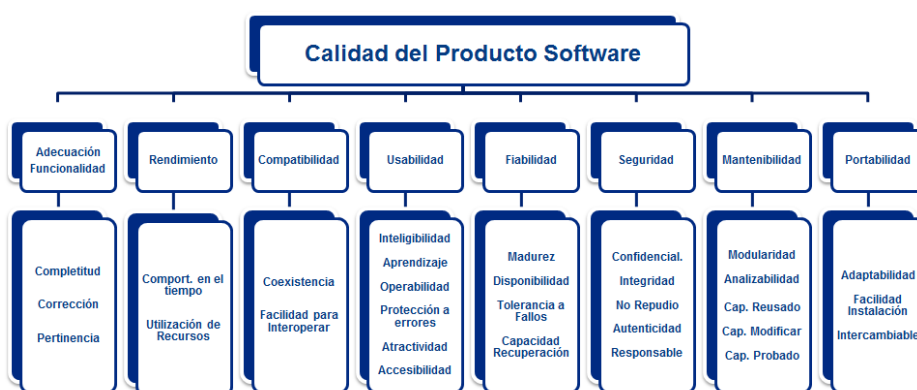 Calidad del Producto Software
Adecuación
Funcionalidad
Rendimiento
Compatibilidad
Usabilidad
Fiabilidad
Seguridad
Mantenibilidad
Portabilidad
Completitud
Corrección
Pertinencia
Comport. en el
tiempo
Utilización de
Recursos
Coexistencia
Facilidad para
Interoperar
Inteligibilidad
Aprendizaje
Operabilidad
Protección a
errores
Atractividad
Accesibilidad
Madurez
Disponibilidad
Tolerancia a
Fallos
Capacidad
Recuperación
Confidencial.
Integridad
No Repudio
Autenticidad
Responsable
Modularidad
Analizabilidad
Cap. Reusado
Cap. Modificar
Cap. Probado
Adaptabilidad
Facilidad
Instalación
Intercambiable